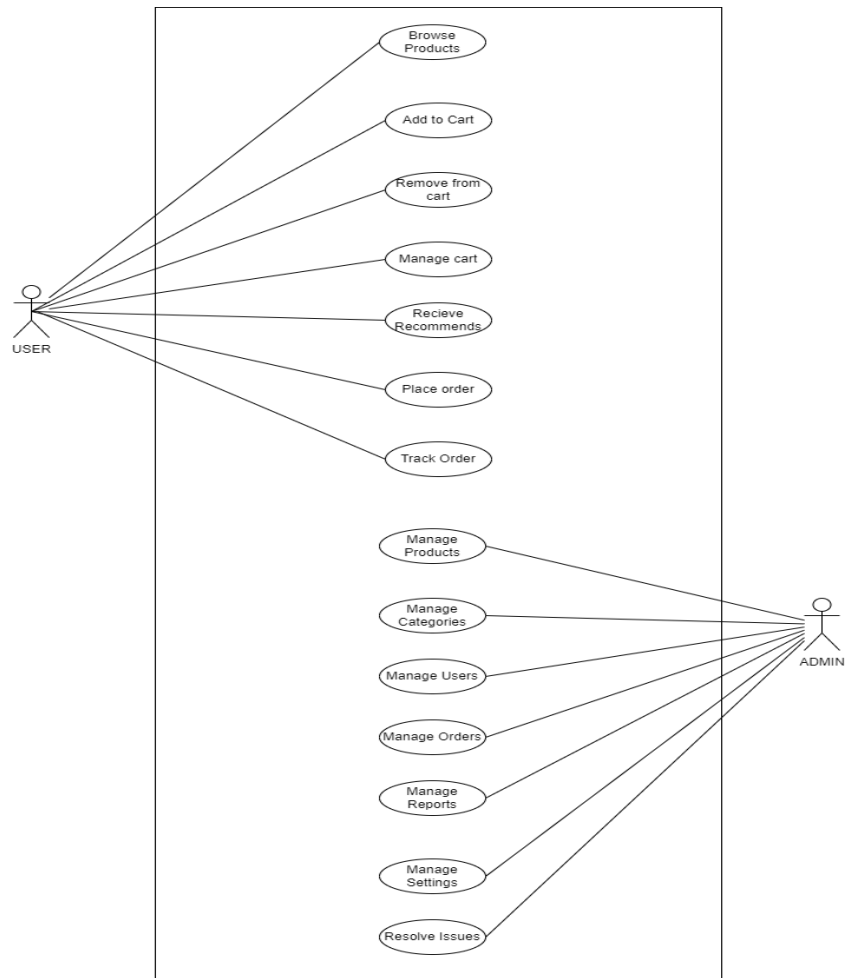 Browse
Products
Add to Cart
Remove from
cart
Manage cart
Recieve
Recommends
USER
Place order
Track Order
Manage
Products
Manage
Categories
ADMIN
Manage Users
Manage Orders
Manage
Reports
Manage
Settings
Resolve Issues